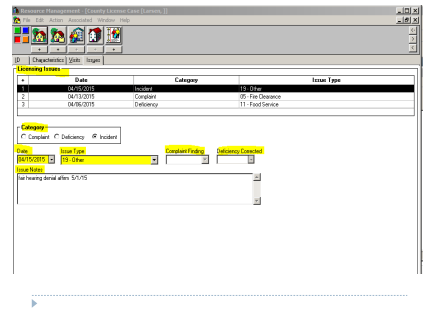 Resource Management - [County License Case [Larson, ]]
File Edit Action Associated Window Help
ID Characteristics Visits Issues
Licensing Issues
+ Date Category Issue Type
1 04/15/2015 Incident 19 - Other
2 04/13/2015 Complaint 05 - Fire Clearance
3 04/06/2015 Deficiency 11 - Food Service
Category
Complaint Deficiency Incident
Date Issue Type Complaint Finding Deficiency Corrected
04/15/2015 19 - Other
Issue Notes
fair hearing denial affirm 5/1/15